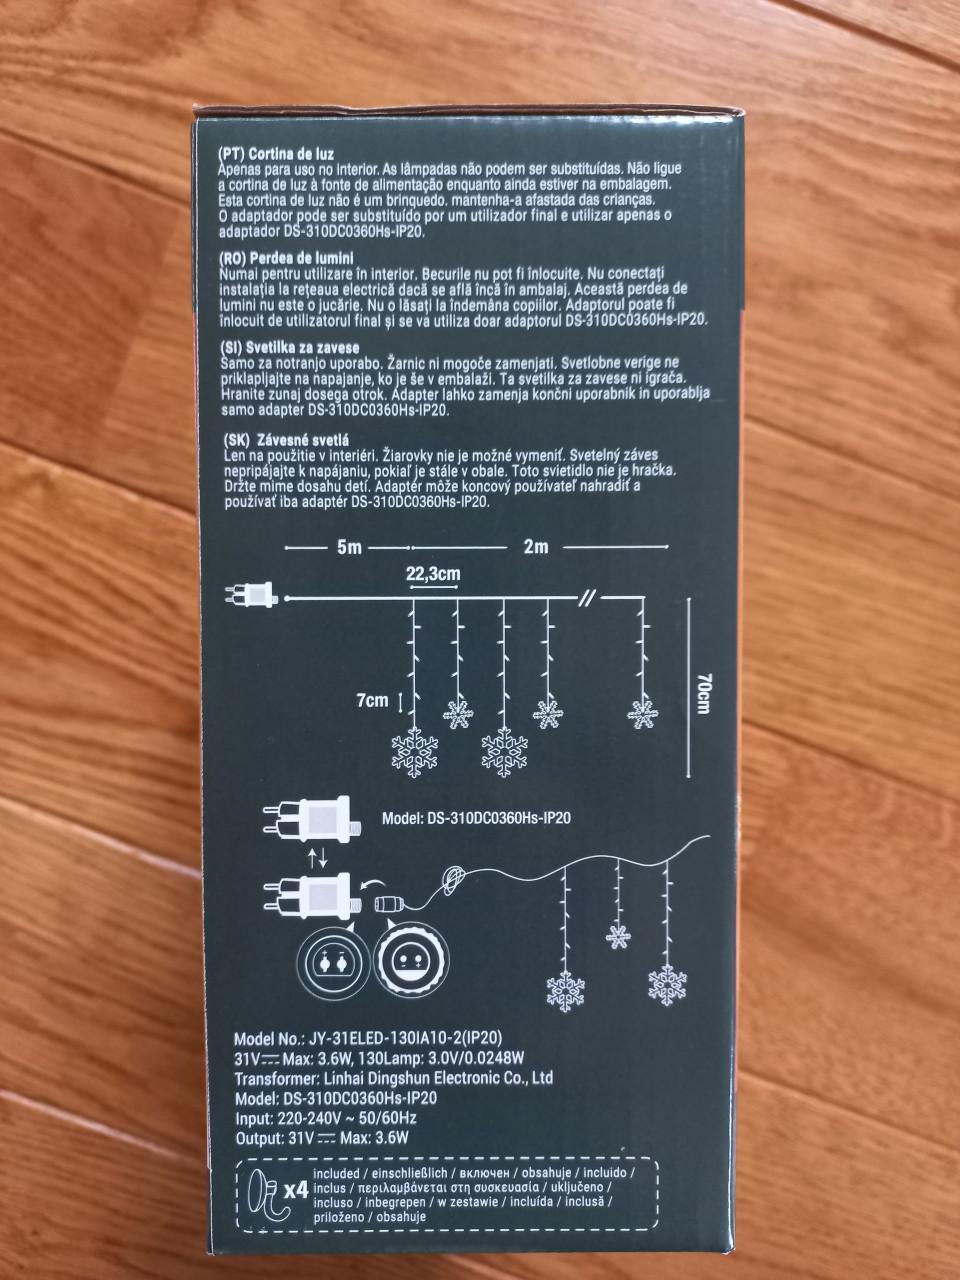 (PT) Cortina de luz
Apenas para uso no interior. As lâmpadas não podem ser substituídas. Não ligue
a cortina de luz à fonte de alimentação enquanto ainda estiver na embalagem.
Esta cortina de luz não é um brinquedo. mantenha-a afastada das crianças.
O adaptador pode ser substituído por um utilizador final e utilizar apenas o
adaptador DS-310DC0360Hs-IP20.
(RO) Perdea de lumini
Numai pentru utilizare în interior. Becurile nu pot fi înlocuite. Nu conectați
instalația la rețeaua electrică dacă se află încă în ambalaj. Această perdea de
lumini nu este o jucărie. Nu o lăsați la îndemâna copiilor. Adaptorul poate fi
înlocuit de utilizatorul final și se va utiliza doar adaptorul DS-310DC0360Hs-IP20.
(SI) Svetilka za zavese
Samo za notranjo uporabo. Žarnic ni mogoče zamenjati. Svetlobne verige ne
priklapljajte na napajanje, ko je še v embalaži. Ta svetilka za zavese ni igrača.
Hranite zunaj dosega otrok. Adapter lahko zamenja končni uporabnik in uporablja
samo adapter DS-310DC0360Hs-IP20.
(SK) Závesné svetlá
Len na použitie v interiéri. Žiarovky nie je možné vymeniť. Svetelný záves
nepripájajte k napájaniu, pokiaľ je stále v obale. Toto svietidlo nie je hračka.
Držte mimo dosahu detí. Adaptér môže koncový používateľ nahradiť a
používať iba adaptér DS-310DC0360Hs-IP20.
5m 2m
22,3cm
7cm
70cm
Model: DS-310DC0360Hs-IP20
Model No.: JY-31ELED-130IA10-2(IP20)
31V⎓ Max: 3.6W, 130Lamp: 3.0V/0.0248W
Transformer: Linhai Dingshun Electronic Co., Ltd
Model: DS-310DC0360Hs-IP20
Input: 220-240V ~ 50/60Hz
Output: 31V ⎓ Max: 3.6W
x4
included / einschließlich / включен / obsahuje / incluido /
inclus / περιλαμβάνεται στη συσκευασία / uključeno /
incluso / inbegrepen / w zestawie / incluída / inclusă /
priloženo / obsahuje